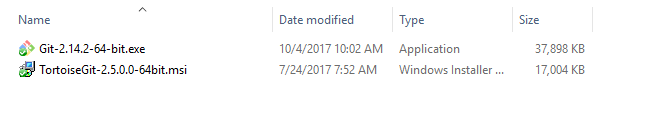 Name Date modified Type Size
Git-2.14.2-64-bit.exe 10/4/2017 10:02 AM Application 37,898 KB
TortoiseGit-2.5.0.0-64bit.msi 7/24/2017 7:52 AM Windows Installer ... 17,004 KB